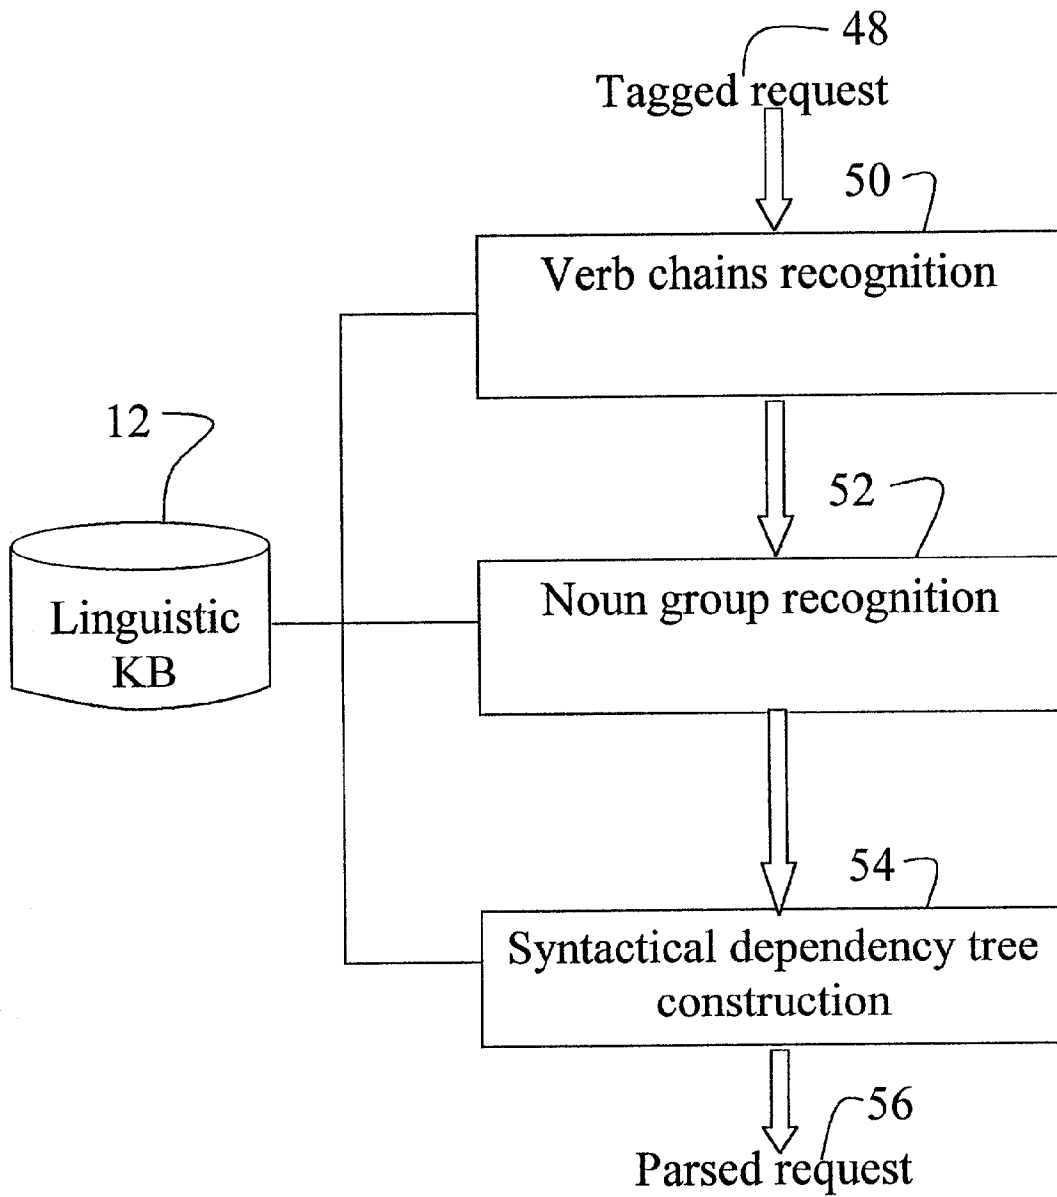 48
Tagged request
50
Verb chains recognition
12
52
Linguistic
KB
Noun group recognition
54
Syntactical dependency tree
construction
56
Parsed request